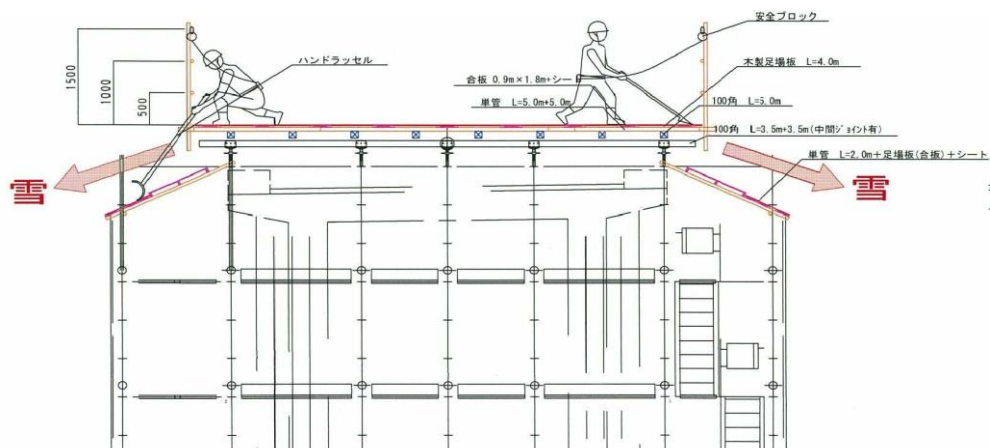 安全ブロック
ハンドラッセル
木製足場板 L=4.0m
合板 0.9m×1.8m+シート
100角 L=5.0m
単管 L=5.0m+5.0m
100角 L=3.5m+3.5m(中間ジョイント有)
単管 L=2.0m+足場板(合板)+シート
1500
1000
500
雪
雪